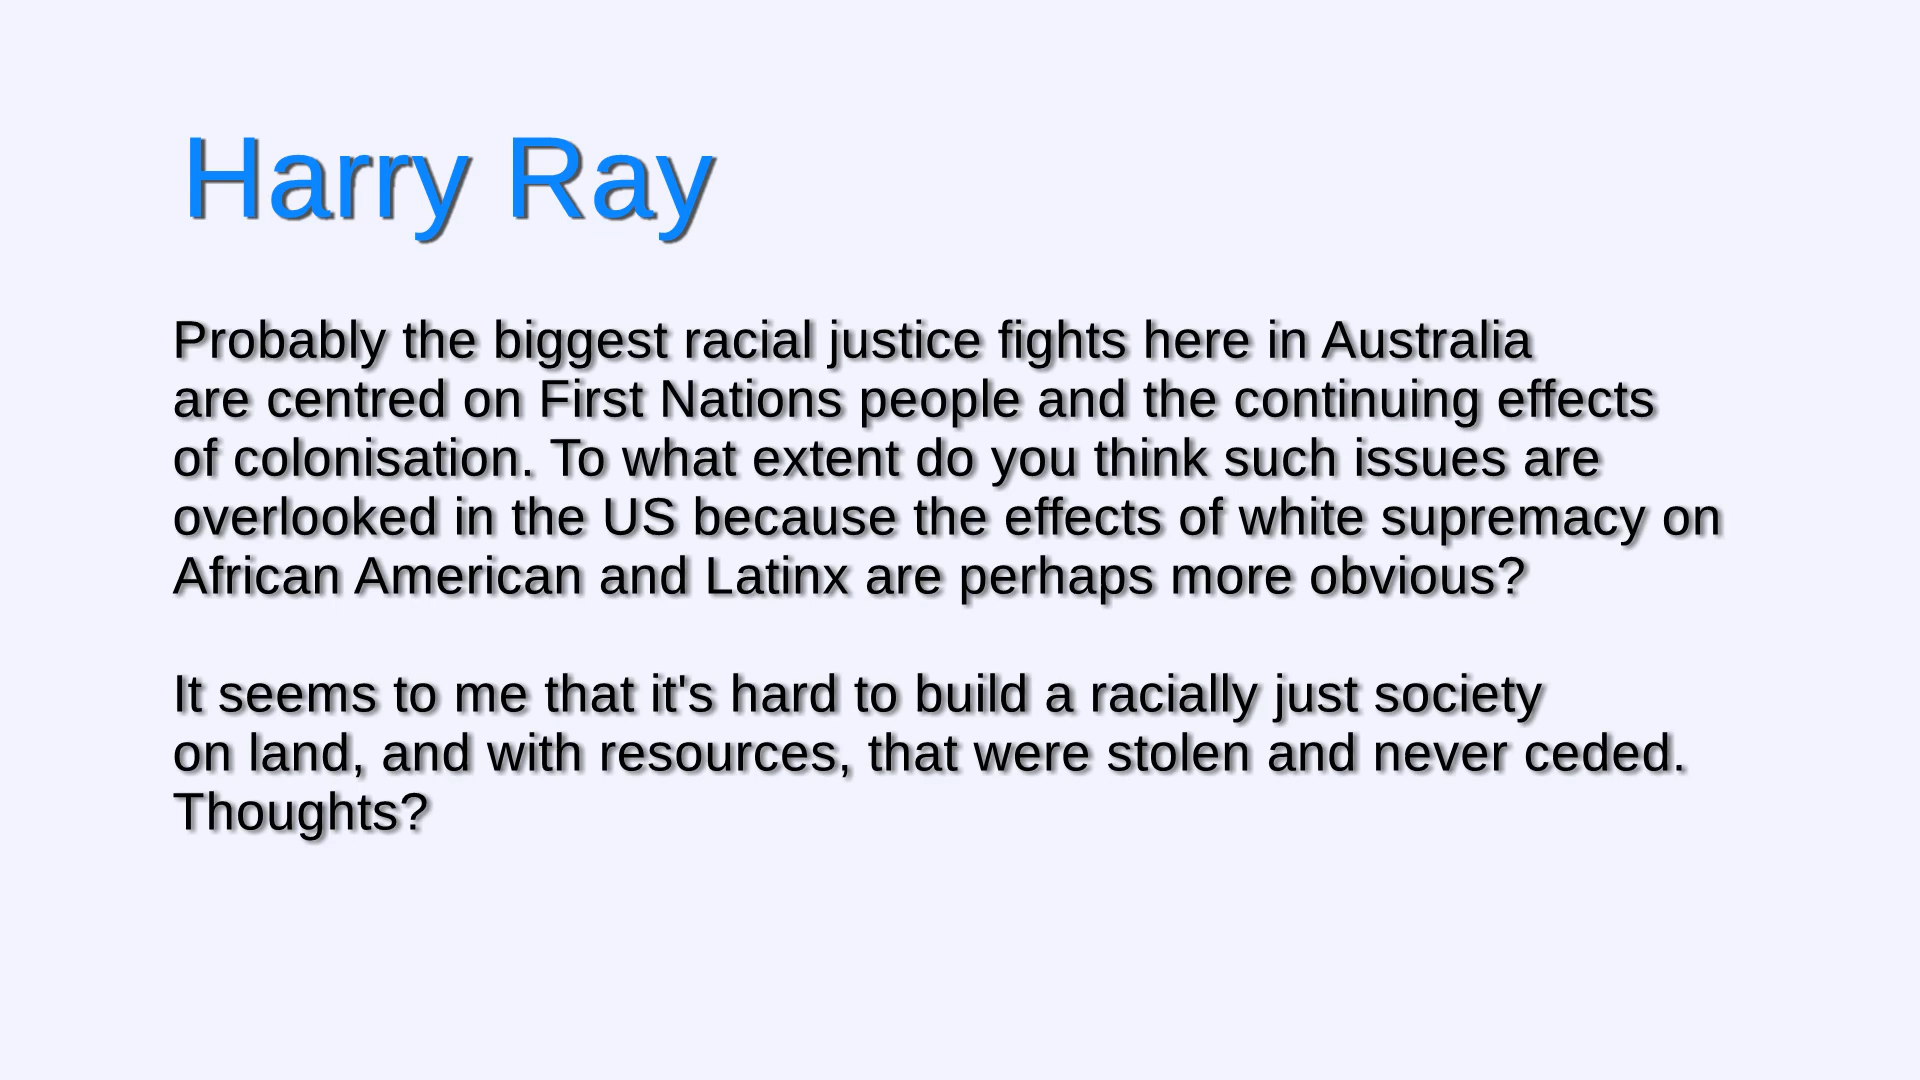 Harry Ray
Probably the biggest racial justice fights here in Australia
are centred on First Nations people and the continuing effects
of colonisation. To what extent do you think such issues are
overlooked in the US because the effects of white supremacy on
African American and Latinx are perhaps more obvious?
It seems to me that it's hard to build a racially just society
on land, and with resources, that were stolen and never ceded.
Thoughts?